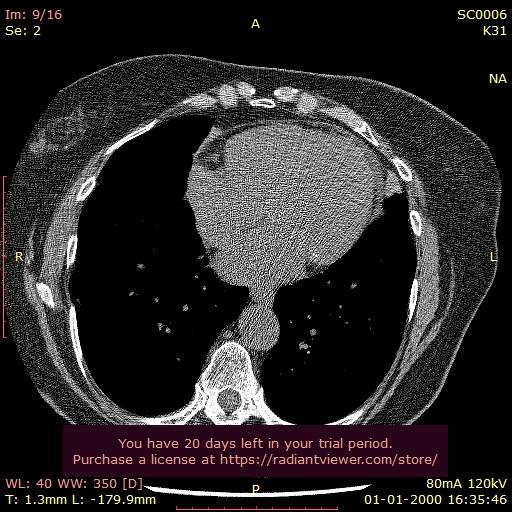 Im: 9/16
Se: 2
A
SC0006
K31
NA
R
L
You have 20 days left in your trial period.
Purchase a license at https://radiantviewer.com/store/
WL: 40 WW: 350 [D]
T: 1.3mm L: -179.9mm
P
80mA 120kV
01-01-2000 16:35:46